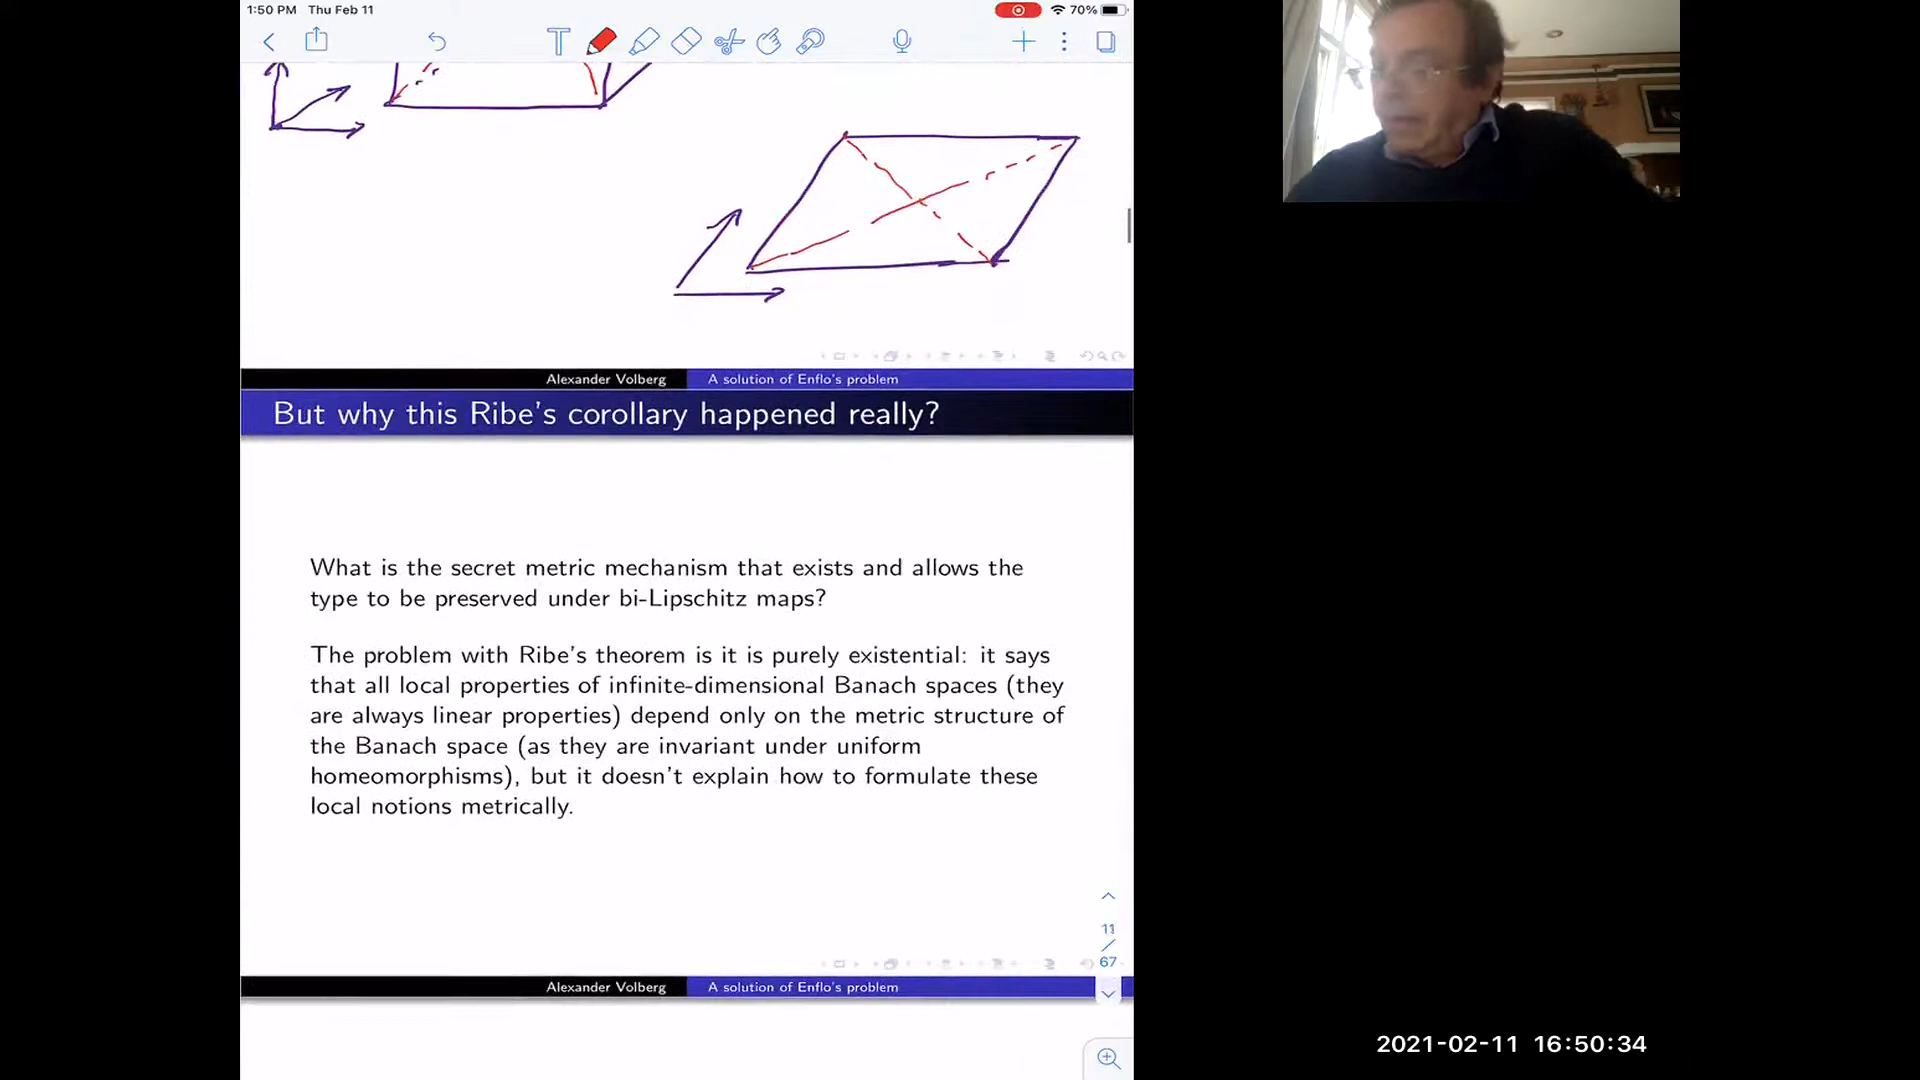 1:50 PM Thu Feb 11
70%
Alexander Volberg A solution of Enflo's problem
But why this Ribe's corollary happened really?
What is the secret metric mechanism that exists and allows the
type to be preserved under bi-Lipschitz maps?
The problem with Ribe's theorem is it is purely existential: it says
that all local properties of infinite-dimensional Banach spaces (they
are always linear properties) depend only on the metric structure of
the Banach space (as they are invariant under uniform
homeomorphisms), but it doesn't explain how to formulate these
local notions metrically.
11
/
67
Alexander Volberg A solution of Enflo's problem
2021-02-11 16:50:34